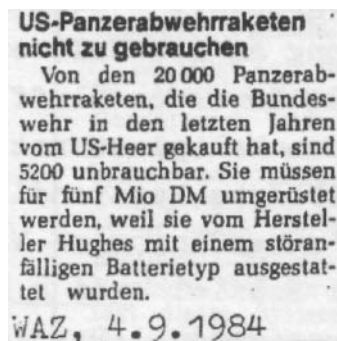 US-Panzerabwehrraketen
nicht zu gebrauchen
Von den 20 000 Panzerab-
wehrraketen, die die Bundes-
wehr in den letzten Jahren
vom US-Heer gekauft hat, sind
5200 unbrauchbar. Sie müssen
für fünf Mio DM umgerüstet
werden, weil sie vom Herstel-
ler Hughes mit einem störan-
fälligen Batterietyp ausgestat-
tet wurden.
WAZ, 4.9.1984